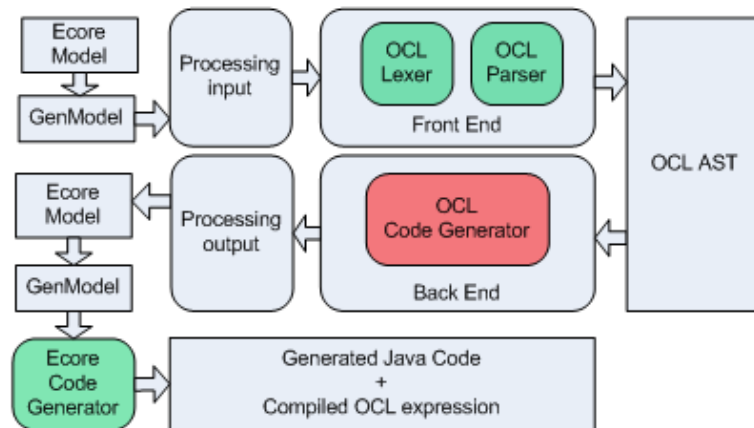 Ecore
Model
GenModel
Processing
input
OCL
Lexer
OCL
Parser
Front End
OCL AST
Ecore
Model
Processing
output
OCL
Code Generator
Back End
GenModel
Ecore
Code
Generator
Generated Java Code
+
Compiled OCL expression